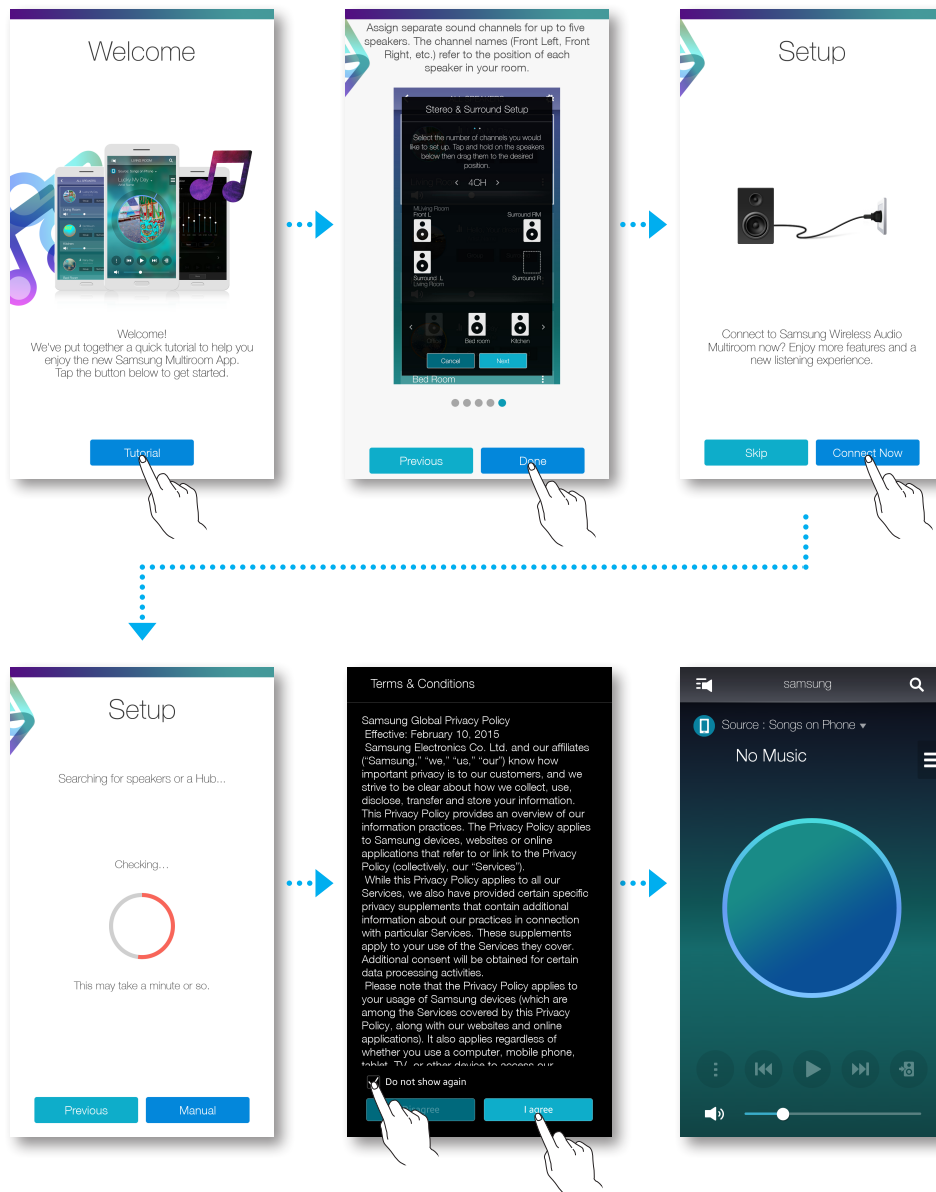 Welcome
Welcome!
We've put together a quick tutorial to help you
enjoy the new Samsung Multiroom App.
Tap the button below to get started.
Tutorial
Assign separate sound channels for up to five
speakers. The channel names (Front Left, Front
Right, etc.) refer to the position of each
speaker in your room.
Stereo & Surround Setup
Select the number of channels you would
like to set up. Tap and hold on the speakers
below then drag them to the desired
position.
4CH
MLiving Room
Front L
Surround RM
Surround L
Living Room
Surround R
Office
Bed room
Kitchen
Cancel
Next
Bed Room
Previous
Done
Setup
Connect to Samsung Wireless Audio
Multiroom now? Enjoy more features and a
new listening experience.
Skip
Connect Now
Setup
Searching for speakers or a Hub...
Checking...
This may take a minute or so.
Previous
Manual
Terms & Conditions
Samsung Global Privacy Policy
Effective: February 10, 2015
Samsung Electronics Co. Ltd. and our affiliates
(“Samsung,” “we,” “us,” “our”) know how
important privacy is to our customers, and we
strive to be clear about how we collect, use,
disclose, transfer and store your information.
This Privacy Policy provides an overview of our
information practices. The Privacy Policy applies
to Samsung devices, websites or online
applications that refer to or link to the Privacy
Policy (collectively, our “Services”).
While this Privacy Policy applies to all our
Services, we also have provided certain specific
privacy supplements that contain additional
information about our practices in connection
with particular Services. These supplements
apply to your use of the Services they cover.
Additional consent will be obtained for certain
data processing activities.
Please note that the Privacy Policy applies to
your usage of Samsung devices (which are
among the Services covered by this Privacy
Policy, along with our websites and online
applications). It also applies regardless of
whether you use a computer, mobile phone,
tablet, TV, or other device to access our
Do not show again
I agree
samsung
Source : Songs on Phone
No Music